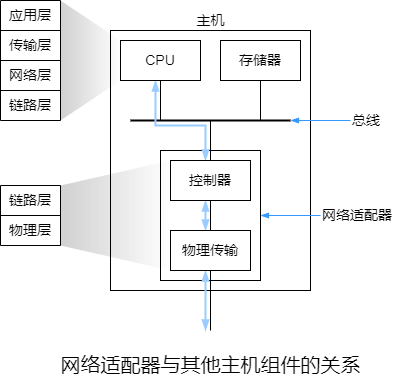 应用层
传输层
网络层
链路层
主机
CPU
存储器
总线
链路层
物理层
控制器
物理传输
网络适配器
网络适配器与其他主机组件的关系